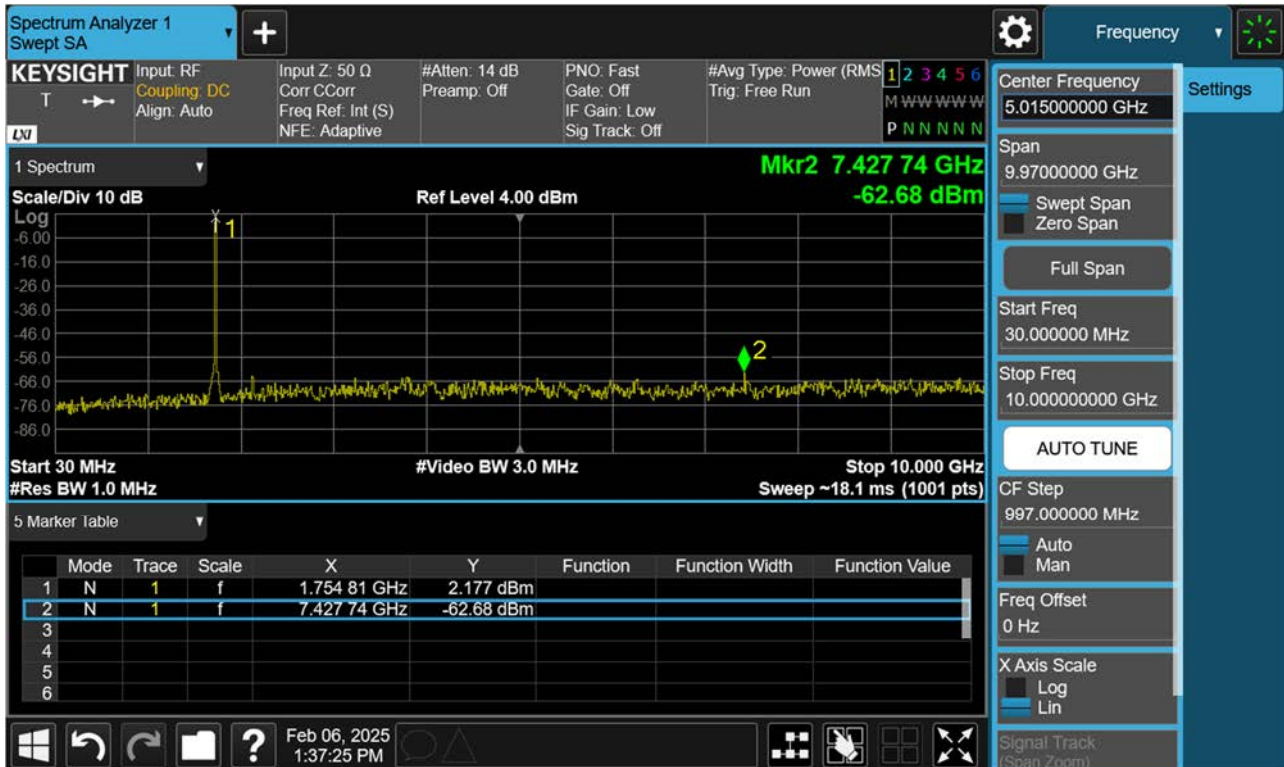 Spectrum Analyzer 1
Swept SA
+
Frequency
KEYSIGHT
T
LXI
Input: RF
Coupling: DC
Align: Auto
Input Z: 50 Ω
Corr CCorr
Freq Ref: Int (S)
NFE: Adaptive
#Atten: 14 dB
Preamp: Off
PNO: Fast
Gate: Off
IF Gain: Low
Sig Track: Off
#Avg Type: Power (RMS
Trig: Free Run
1 2 3 4 5 6
M W W W W W
P N N N N N
1 Spectrum
Mkr2 7.427 74 GHz
Scale/Div 10 dB
Ref Level 4.00 dBm
-62.68 dBm
Log
1
-6.00
-16.0
-26.0
-36.0
-46.0
2
-56.0
-66.0
-76.0
-86.0
Start 30 MHz
#Video BW 3.0 MHz
Stop 10.000 GHz
#Res BW 1.0 MHz
Sweep ~18.1 ms (1001 pts)
5 Marker Table
Mode Trace Scale X Y Function Function Width Function Value
1 N 1 f 1.754 81 GHz 2.177 dBm
2 N 1 f 7.427 74 GHz -62.68 dBm
3
4
5
6
?
Feb 06, 2025
1:37:25 PM
Center Frequency
5.015000000 GHz
Settings
Span
9.97000000 GHz
Swept Span
Zero Span
Full Span
Start Freq
30.000000 MHz
Stop Freq
10.000000000 GHz
AUTO TUNE
CF Step
997.000000 MHz
Auto
Man
Freq Offset
0 Hz
X Axis Scale
Log
Lin
Signal Track
(Span Zoom)